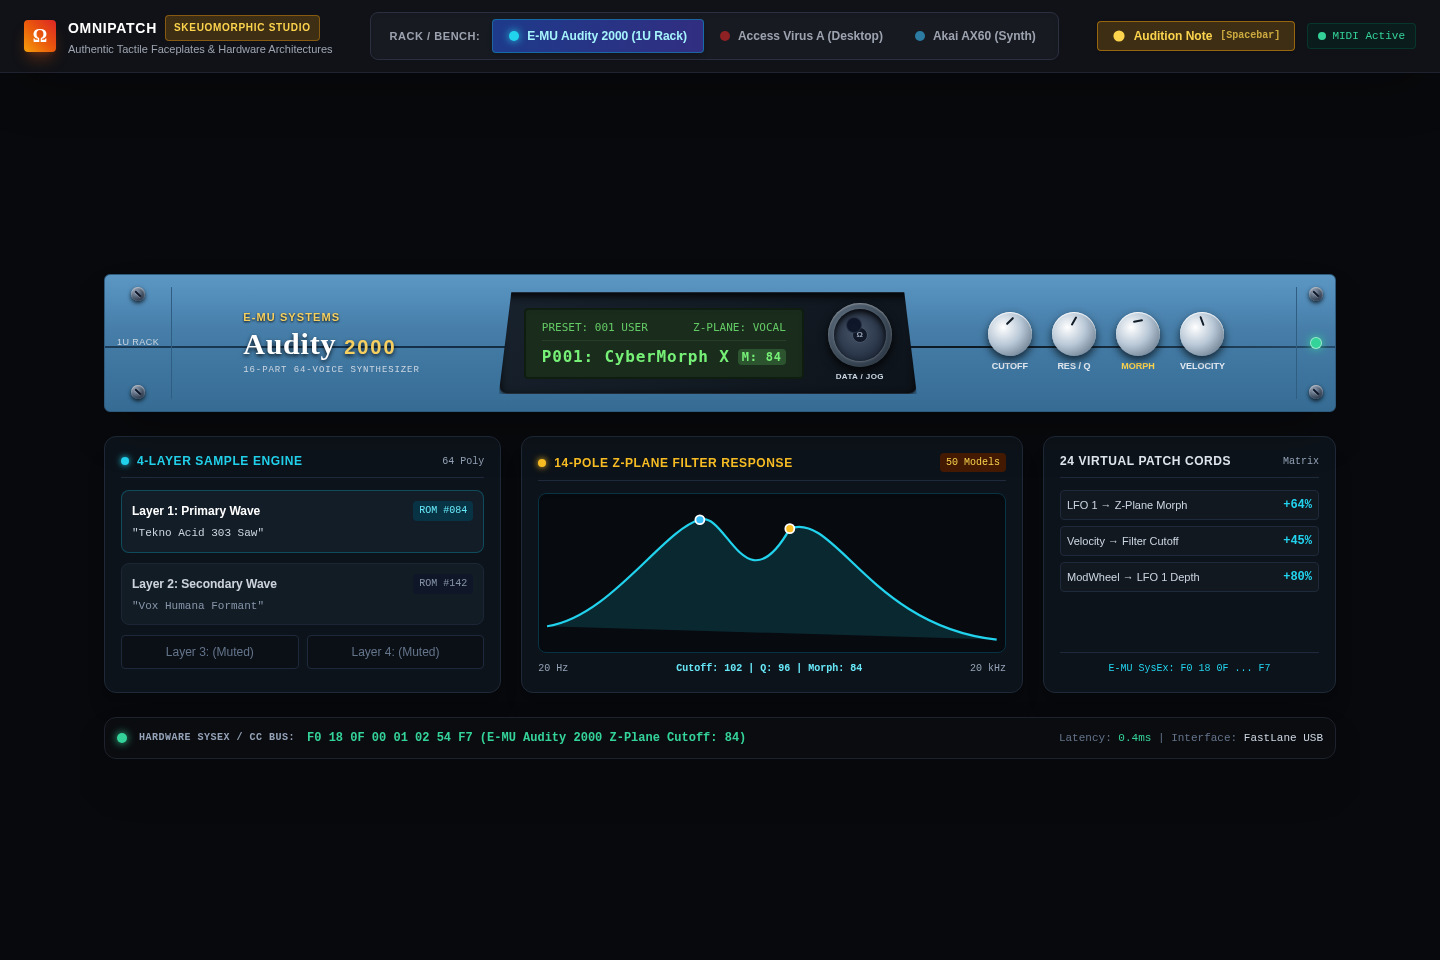 Ω
OMNIPATCH
SKEUOMORPHIC STUDIO
Authentic Tactile Faceplates & Hardware Architectures
RACK / BENCH:
E-MU Audity 2000 (1U Rack)
Access Virus A (Desktop)
Akai AX60 (Synth)
Audition Note [Spacebar]
MIDI Active
1U RACK
E-MU SYSTEMS
Audity 2000
16-PART 64-VOICE SYNTHESIZER
PRESET: 001 USER
Z-PLANE: VOCAL
P001: CyberMorph X
M: 84
Ω
DATA / JOG
CUTOFF
RES / Q
MORPH
VELOCITY
4-LAYER SAMPLE ENGINE
64 Poly
Layer 1: Primary Wave
ROM #084
"Tekno Acid 303 Saw"
Layer 2: Secondary Wave
ROM #142
"Vox Humana Formant"
Layer 3: (Muted)
Layer 4: (Muted)
14-POLE Z-PLANE FILTER RESPONSE
50 Models
20 Hz
Cutoff: 102 | Q: 96 | Morph: 84
20 kHz
24 VIRTUAL PATCH CORDS
Matrix
LFO 1 → Z-Plane Morph
+64%
Velocity → Filter Cutoff
+45%
ModWheel → LFO 1 Depth
+80%
E-MU SysEx: F0 18 0F ... F7
HARDWARE SYSEX / CC BUS:
F0 18 0F 00 01 02 54 F7 (E-MU Audity 2000 Z-Plane Cutoff: 84)
Latency: 0.4ms | Interface: FastLane USB